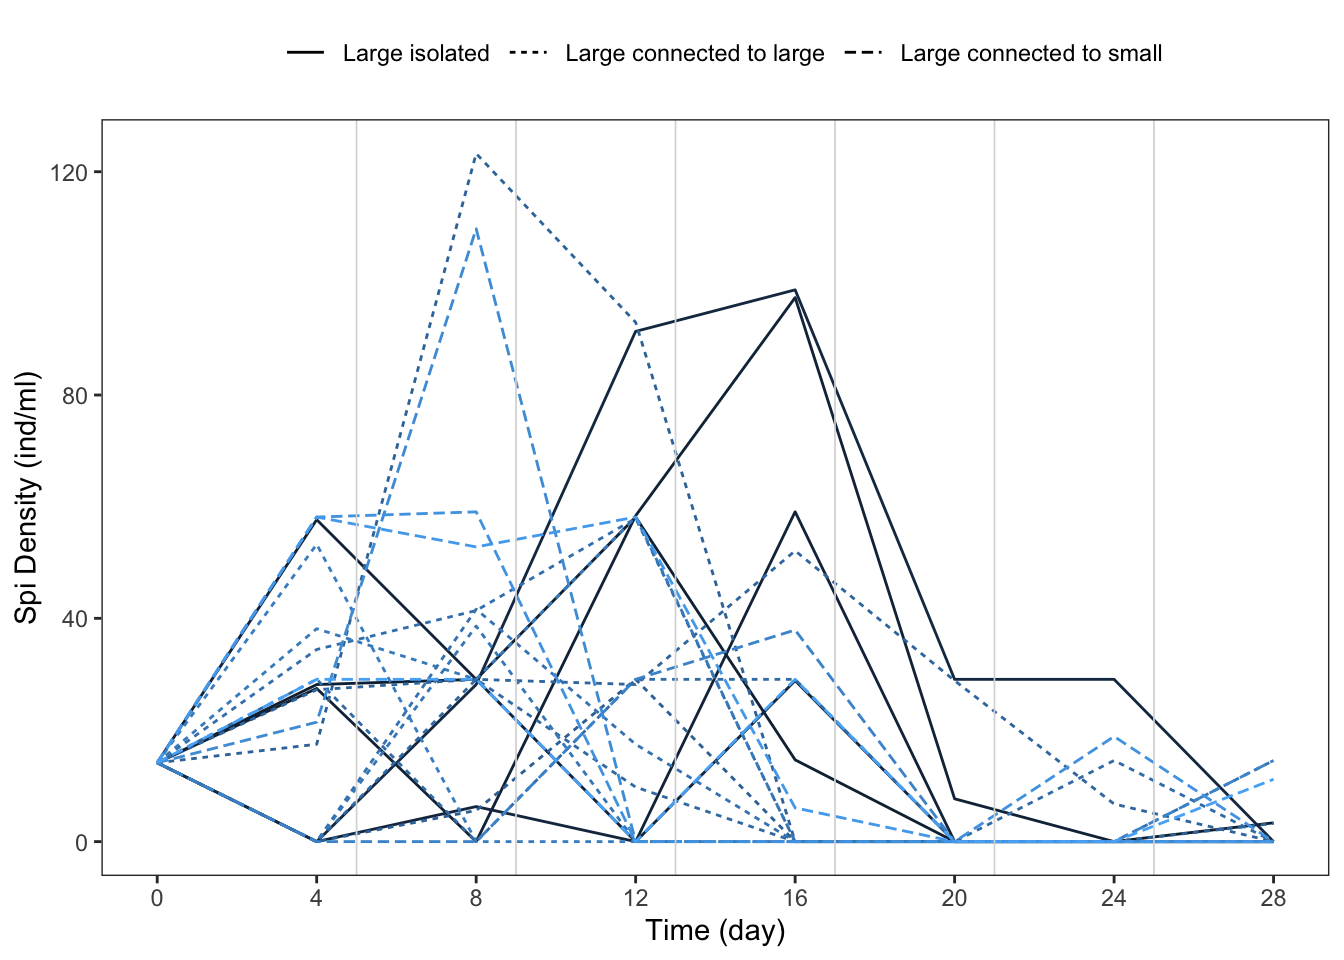 Large isolated Large connected to large Large connected to small
120
80
40
0
Spi Density (ind/ml)
0 4 8 12 16 20 24 28
Time (day)